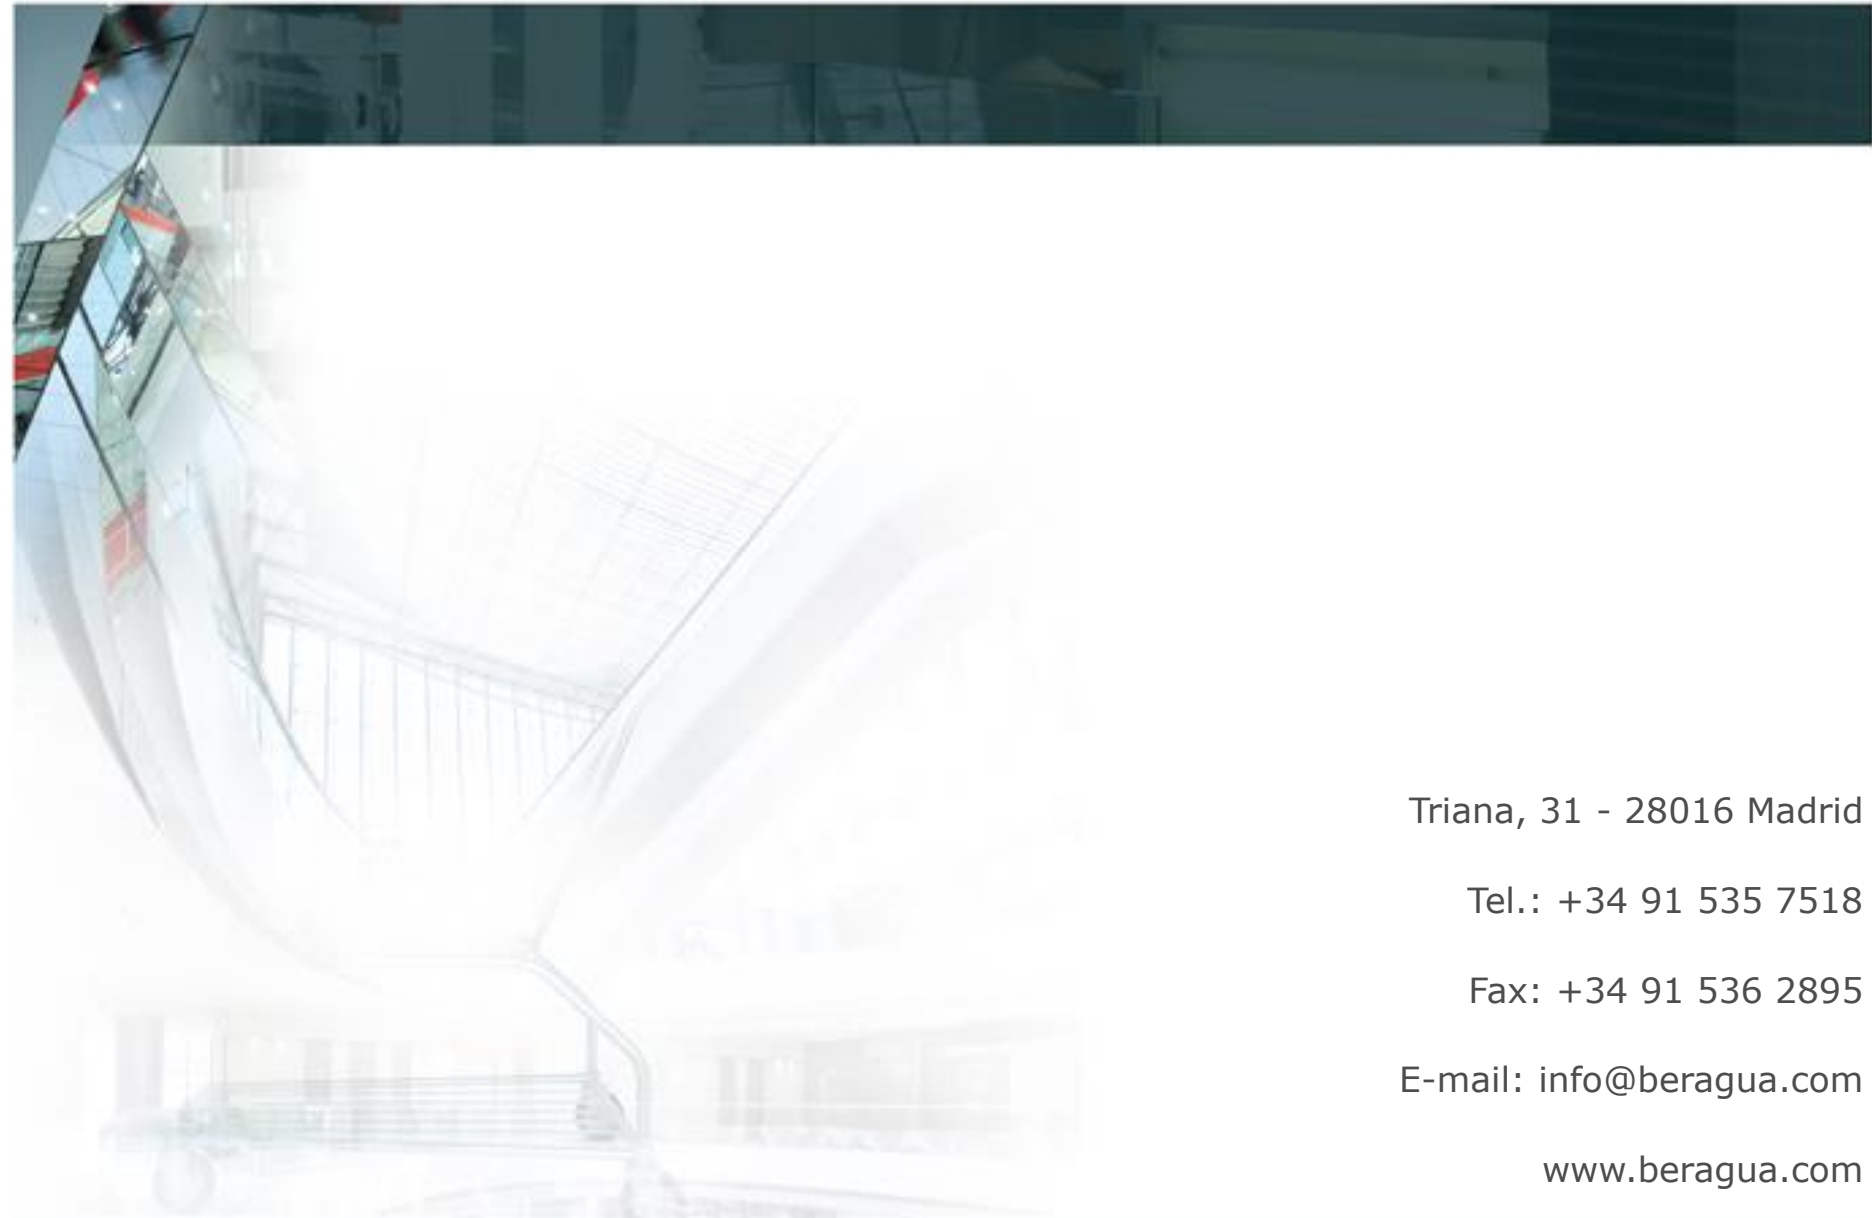 Triana, 31 - 28016 Madrid
Tel.: +34 91 535 7518
Fax: +34 91 536 2895
E-mail: info@beragua.com
www.beragua.com